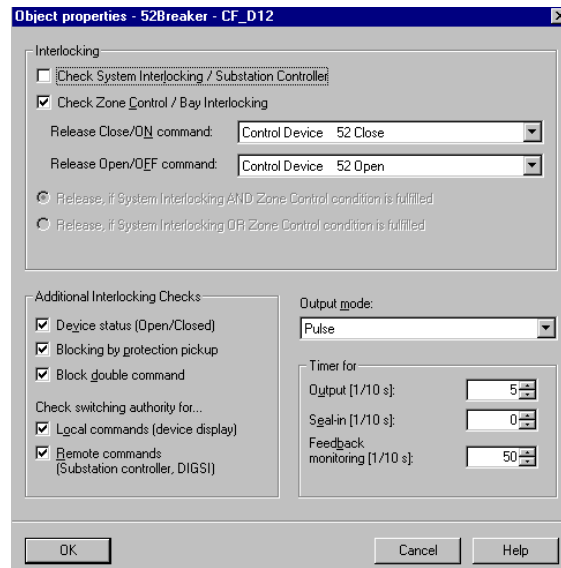 Object properties - 52Breaker - CF_D12
Interlocking
Check System Interlocking / Substation Controller
Check Zone Control / Bay Interlocking
Release Close/ON command: Control Device 52 Close
Release Open/OFF command: Control Device 52 Open
Release, if System Interlocking AND Zone Control condition is fulfilled
Release, if System Interlocking OR Zone Control condition is fulfilled
Additional Interlocking Checks
Device status (Open/Closed)
Blocking by protection pickup
Block double command
Check switching authority for...
Local commands (device display)
Remote commands
(Substation controller, DIGSI)
Output mode:
Pulse
Timer for
Output [1/10 s]: 5
Seal-in [1/10 s]: 0
Feedback
monitoring [1/10 s]: 50
OK Cancel Help